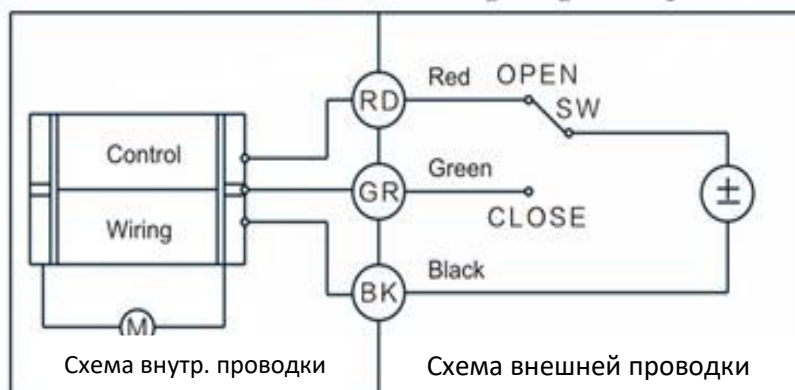 Red OPEN
RD
SW
Control
Green
GR
±
CLOSE
Wiring
Black
BK
M
Схема внутр. проводки
Схема внешней проводки